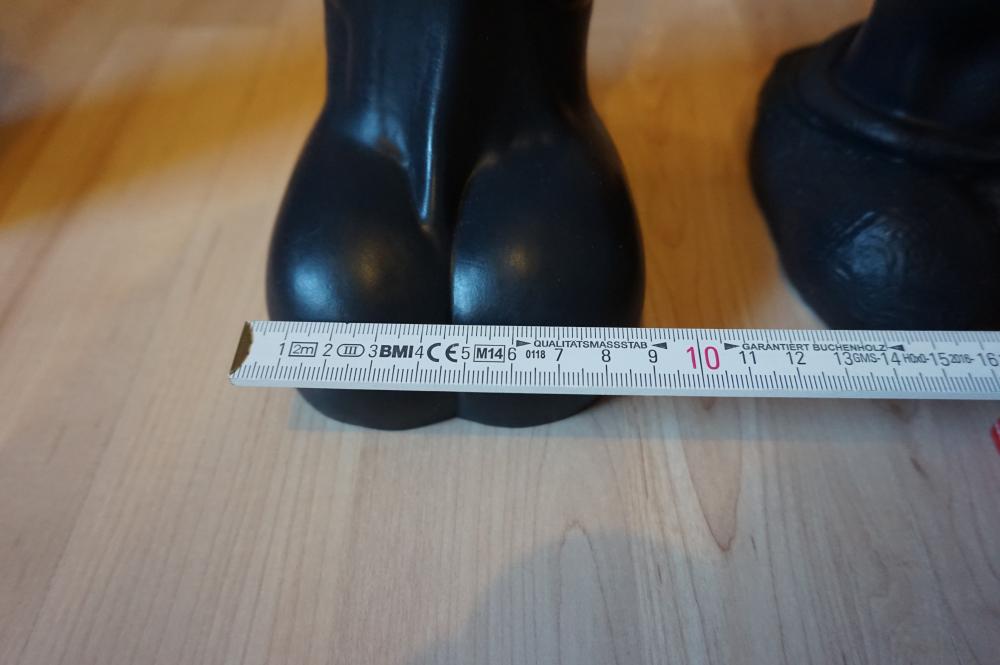 1 2m 2 III 3 BMI 4 CE 5 M14 6 0118 7 8 9 10 11 12 13 GMS- 14 15 2016- 16
QUALITÄTSMASSSTAB GARANTIERT BUCHENHOLZ